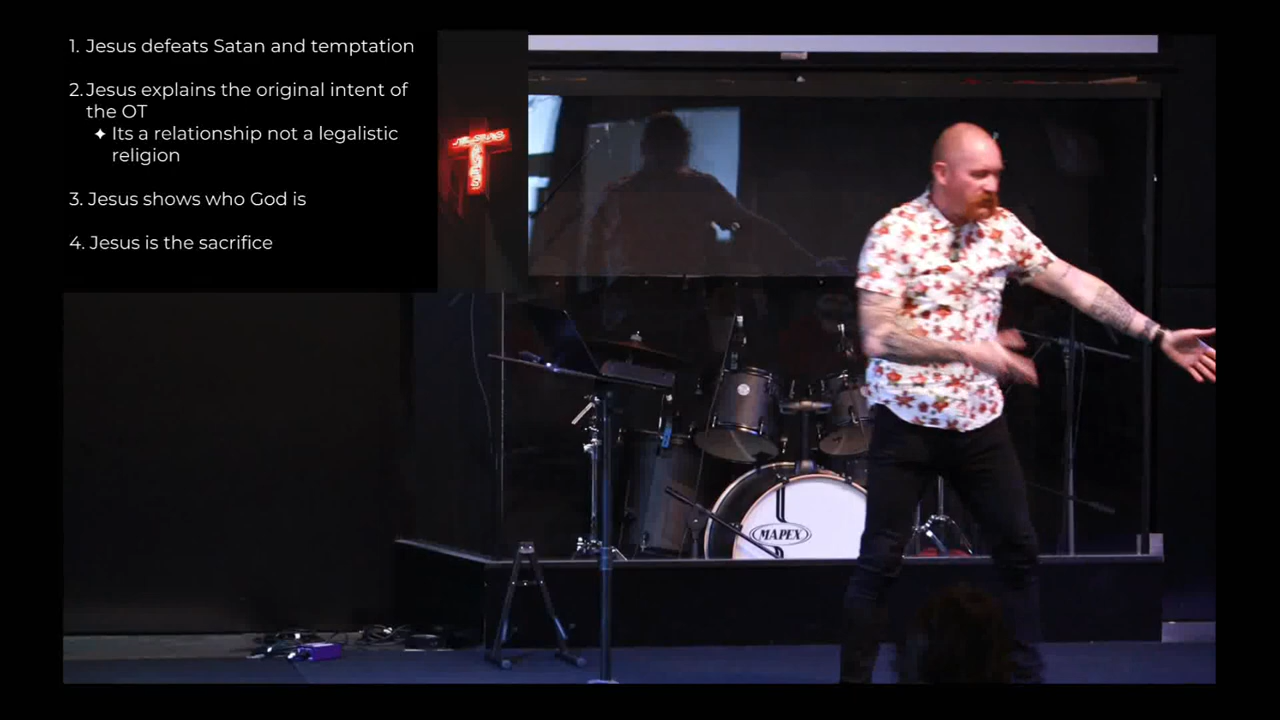 1. Jesus defeats Satan and temptation
2. Jesus explains the original intent of
the OT
✦ Its a relationship not a legalistic
religion
3. Jesus shows who God is
4. Jesus is the sacrifice
JESUS
MAPEX